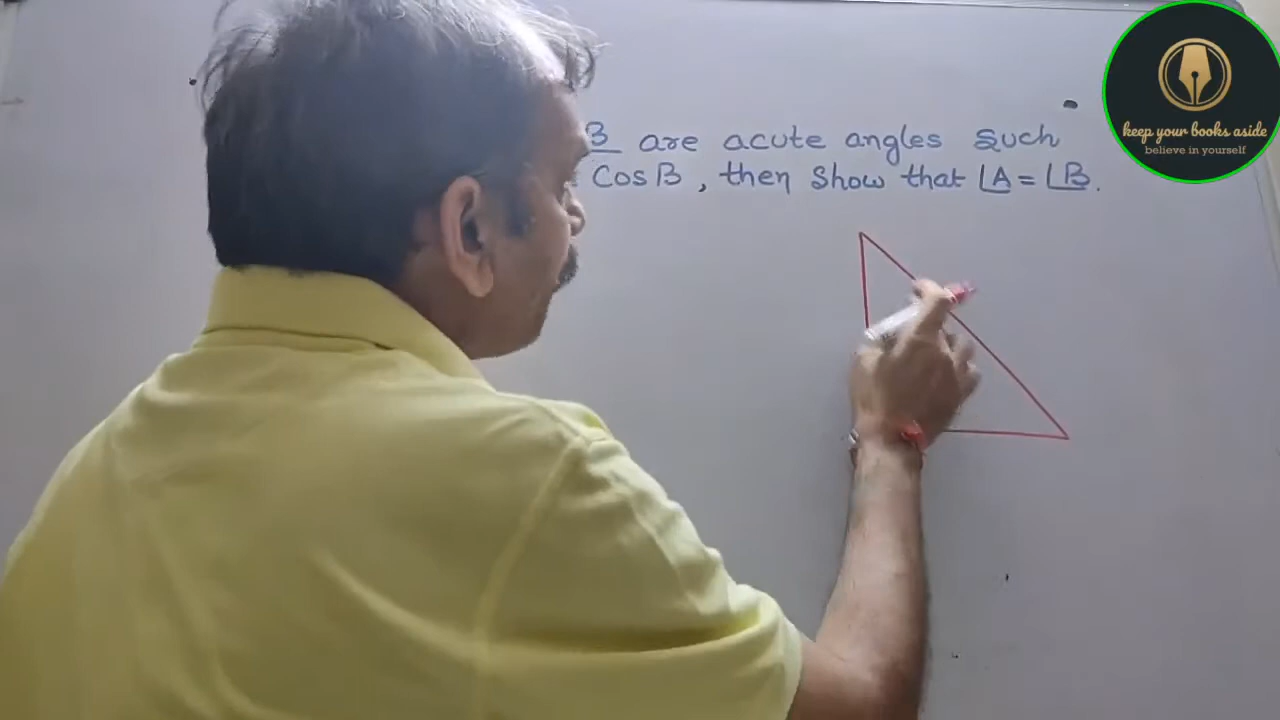 B are acute angles such
Cos B, then show that ∠A = ∠B.
keep your books aside
believe in yourself